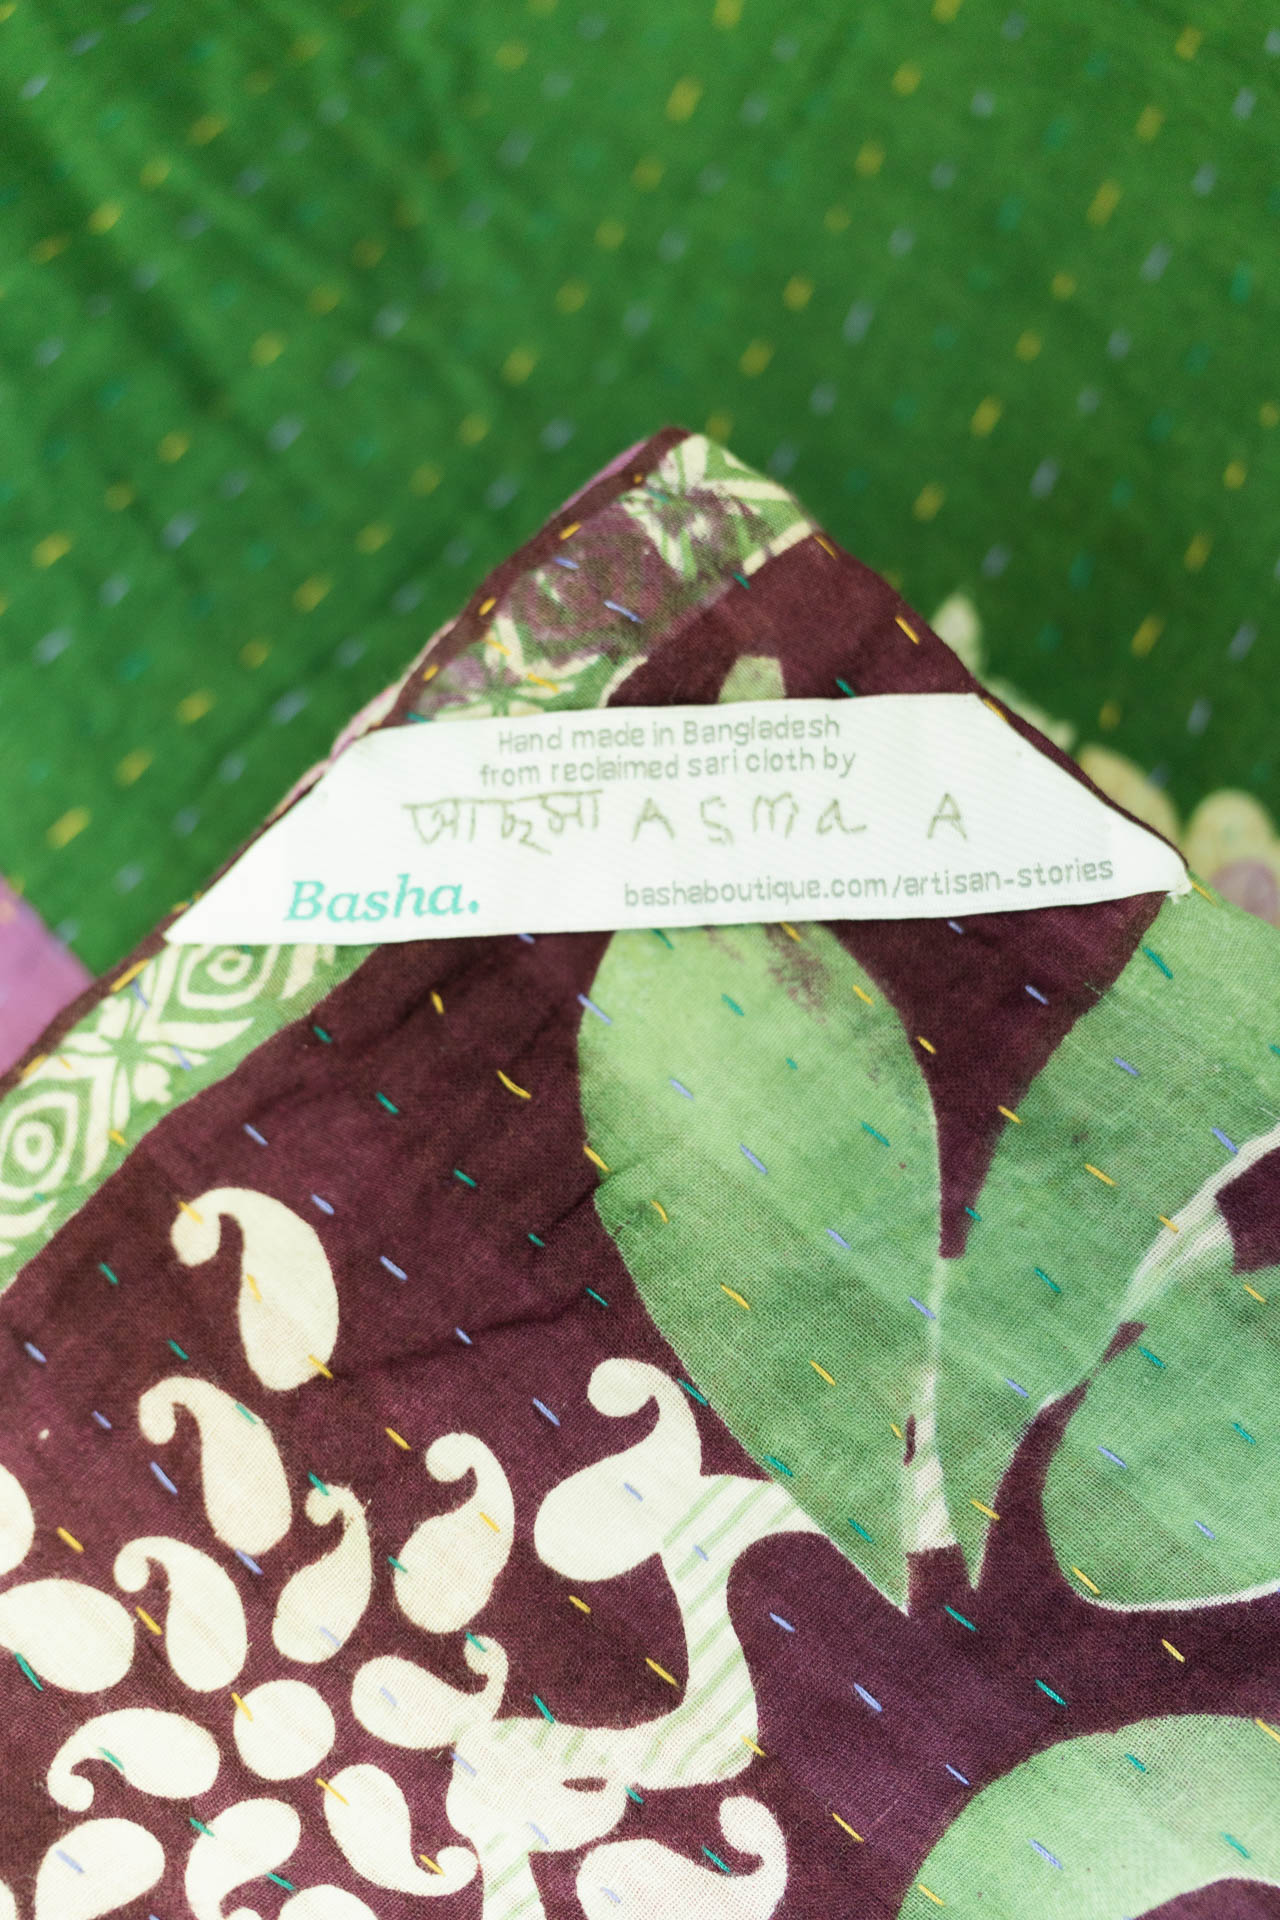 Hand made in Bangladesh
from reclaimed sari cloth by
আছমা Asma A
Basha.
bashaboutique.com/artisan-stories